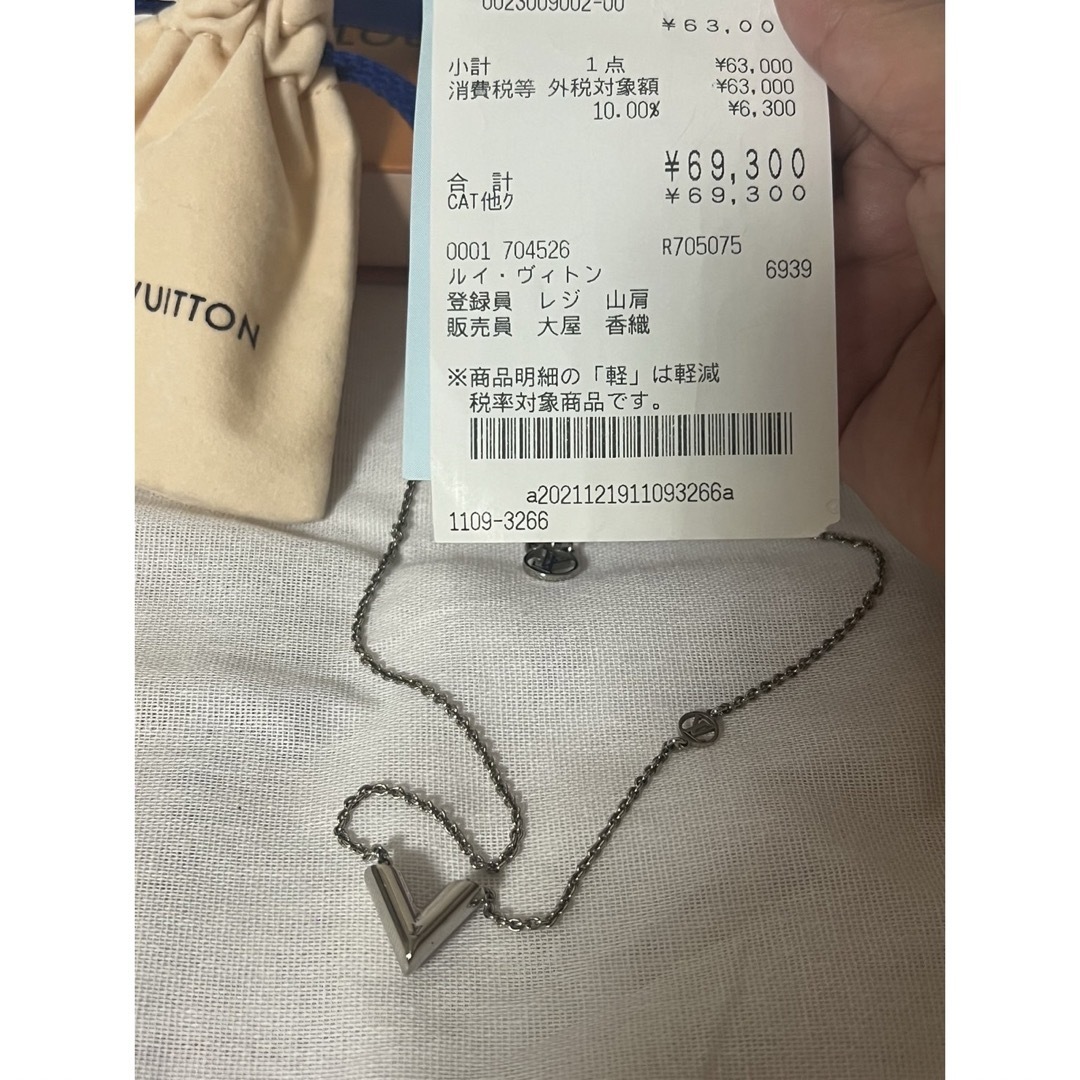 LOU
VUITTON
0023009002-00
¥63,00
小計 1点 ¥63,000
消費税等 外税対象額 ¥63,000
10.00% ¥6,300
合 計 ¥69,300
CAT他ｸ ¥69,300
0001 704526 R705075
ルイ・ヴィトン 6939
登録員 レジ 山肩
販売員 大屋 香織
※商品明細の「軽」は軽減
税率対象商品です。
a2021121911093266a
1109-3266